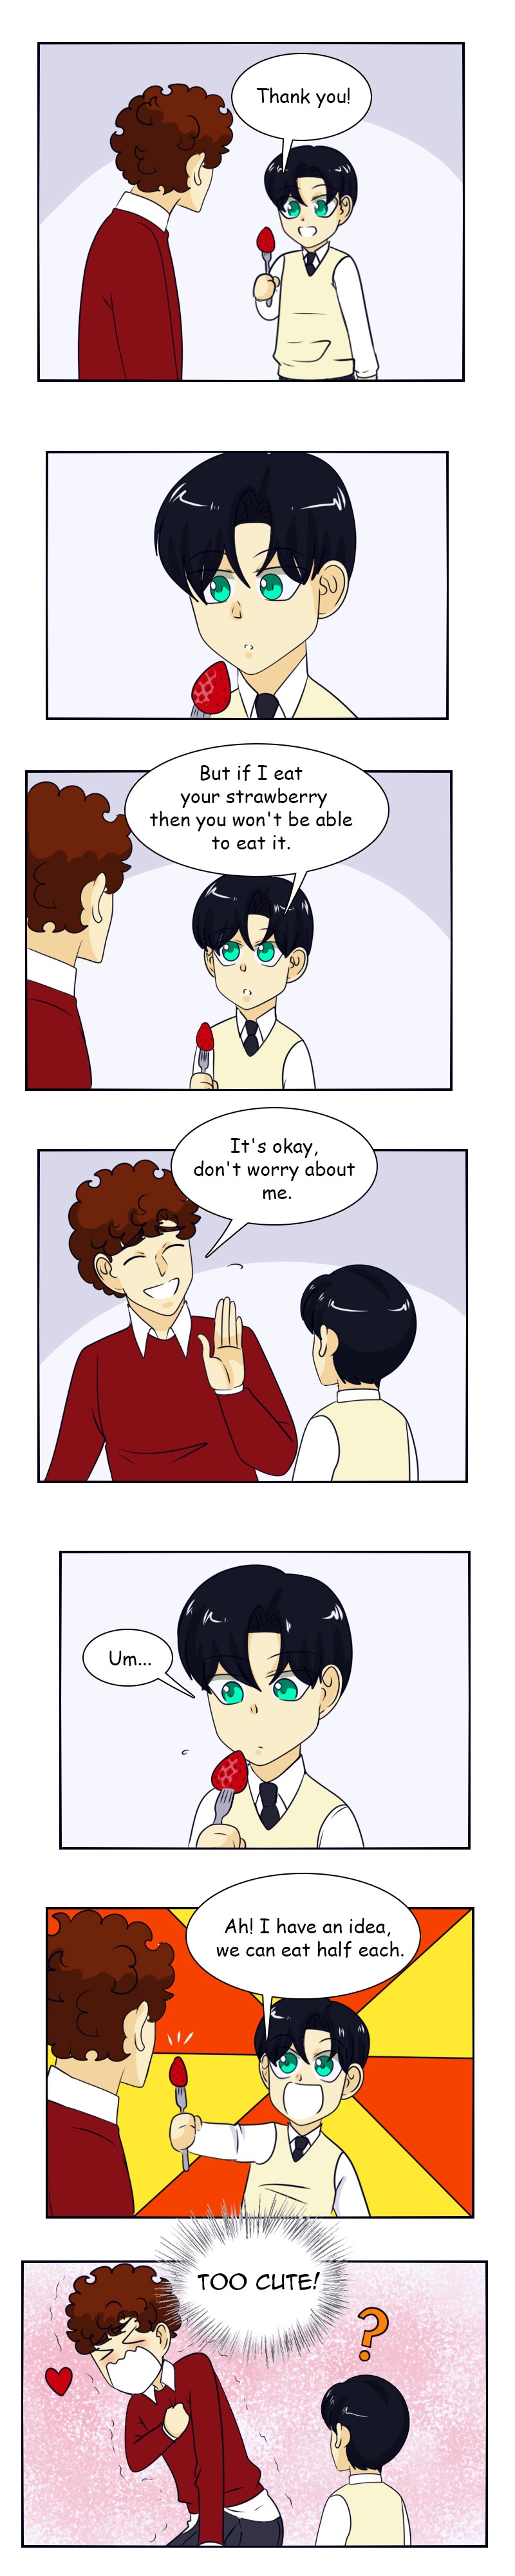 Thank you!
But if I eat
your strawberry
then you won't be able
to eat it.
It's okay,
don't worry about
me.
Um...
Ah! I have an idea,
we can eat half each.
TOO CUTE!
?